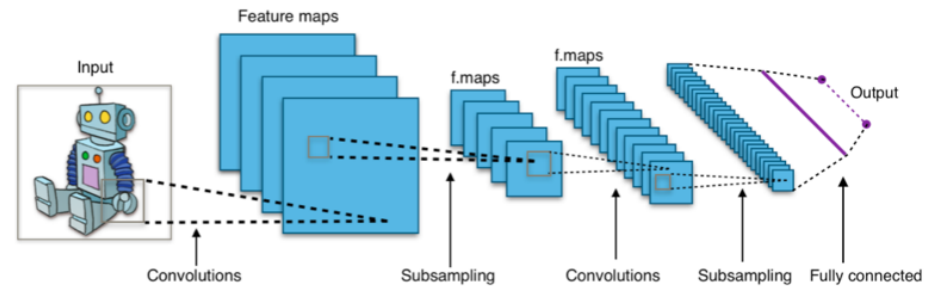 Feature maps
Input
f.maps
f.maps
Output
Convolutions
Subsampling
Convolutions
Subsampling
Fully connected